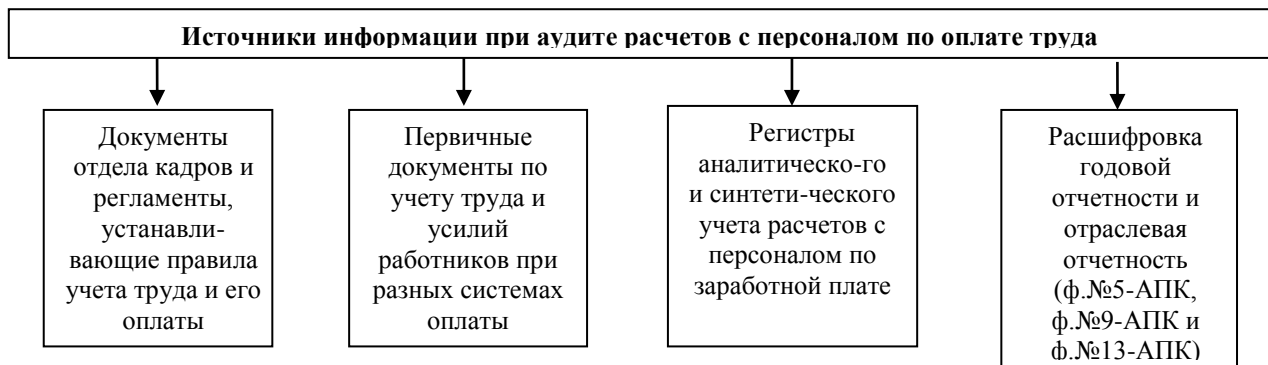 Источники информации при аудите расчетов с персоналом по оплате труда
Документы
отдела кадров и
регламенты,
устанавли-
вающие правила
учета труда и его
оплаты
Первичные
документы по
учету труда и
усилий
работников при
разных системах
оплаты
Регистры
аналитическо-го
и синтети-ческого
учета расчетов с
персоналом по
заработной плате
Расшифровка
годовой
отчетности и
отраслевая
отчетность
(ф.№5-АПК,
ф.№9-АПК и
ф.№13-АПК)